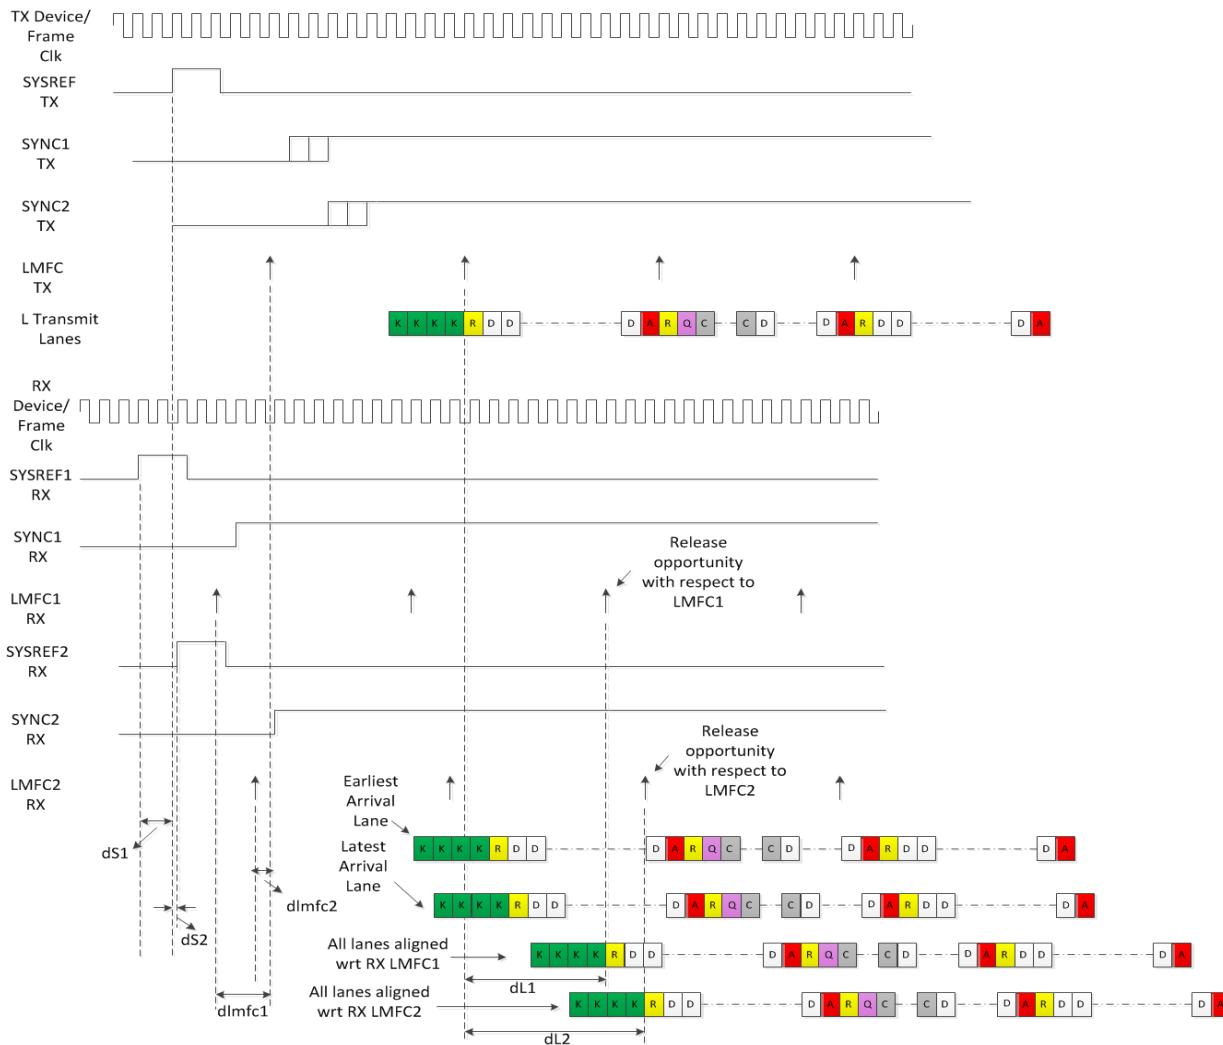 TX Device/
Frame
Clk
SYSREF
TX
SYNC1
TX
SYNC2
TX
LMFC
TX
L Transmit
Lanes
K K K K R D D D A R Q C C D D A R D D D A
RX
Device/
Frame
Clk
SYSREF1
RX
SYNC1
RX
Release
opportunity
with respect to
LMFC1
LMFC1
RX
SYSREF2
RX
SYNC2
RX
Release
opportunity
with respect to
LMFC2
LMFC2
RX
Earliest
Arrival
Lane
K K K K R D D D A R Q C C D D A R D D D A
dS1
Latest
Arrival
Lane
K K K K R D D D A R Q C C D D A R D D D A
dlmfc2
dS2
All lanes aligned
wrt RX LMFC1
K K K K R D D D A R Q C C D D A R D D D A
dL1
All lanes aligned
wrt RX LMFC2
K K K K R D D D A R Q C C D D A R D D D A
dlmfc1
dL2